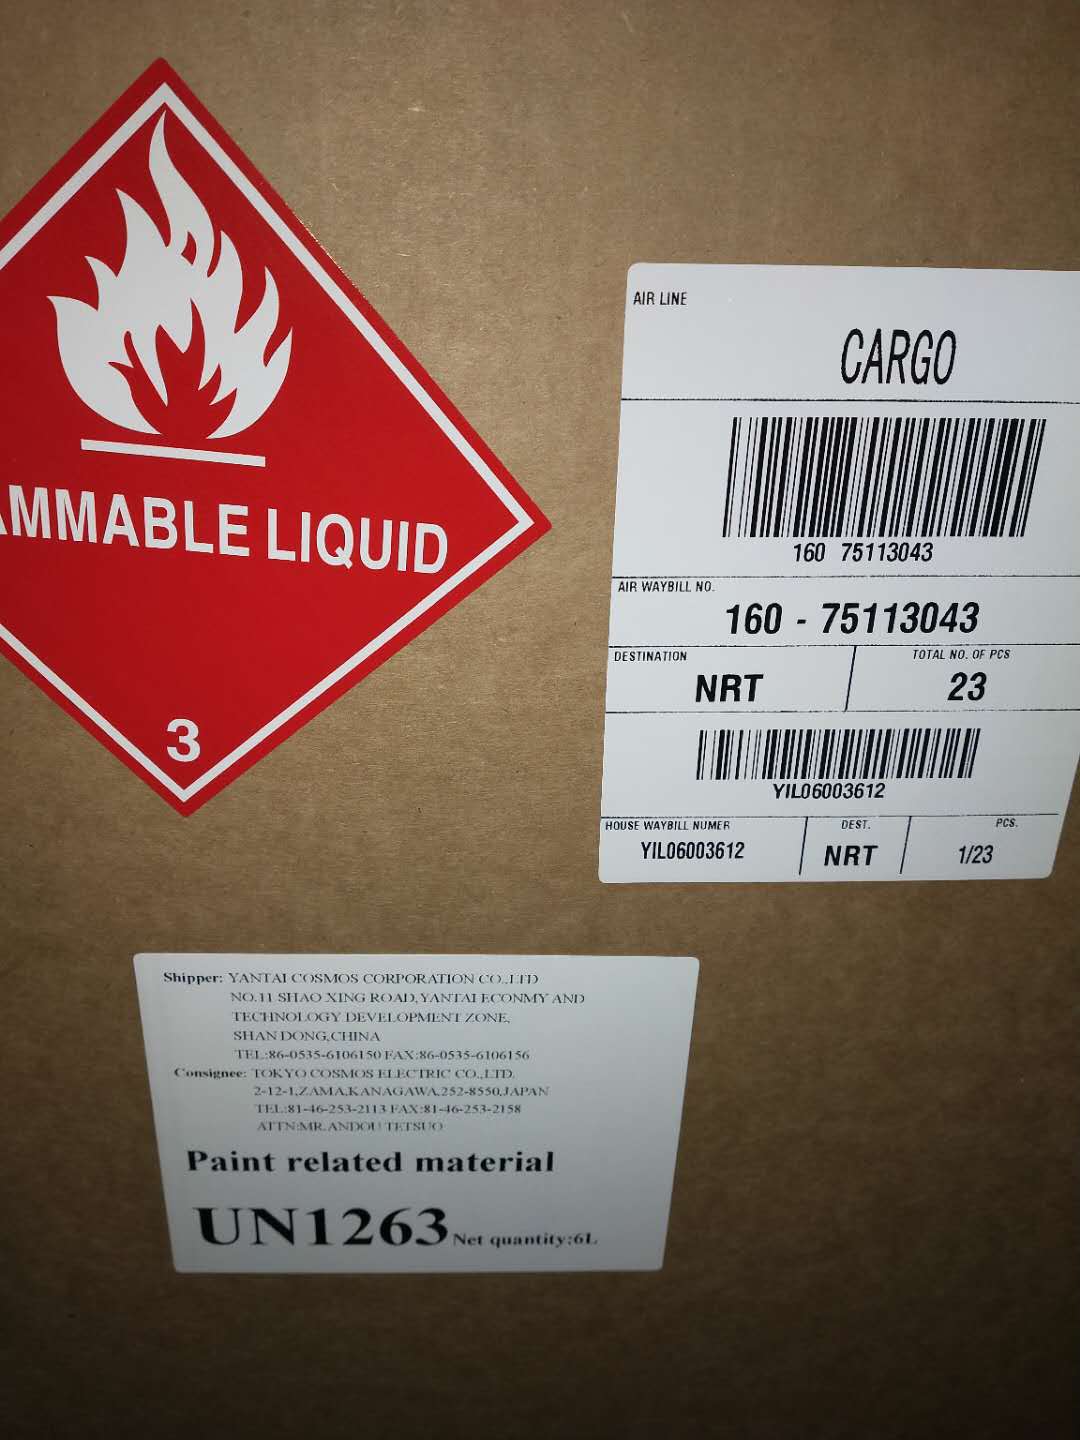 AMMABLE LIQUID
3
AIR LINE
CARGO
160 75113043
AIR WAYBILL NO.
160 - 75113043
DESTINATION
NRT
TOTAL NO. OF PCS
23
YIL06003612
HOUSE WAYBILL NUMER
YIL06003612
DEST.
NRT
PCS.
1/23
Shipper: YANTAI COSMOS CORPORATION CO.,LTD
NO.11 SHAO XING ROAD,YANTAI ECONMY AND
TECHNOLOGY DEVELOPMENT ZONE,
SHAN DONG,CHINA
TEL:86-0535-6106150 FAX:86-0535-6106156
Consignee: TOKYO COSMOS ELECTRIC CO.,LTD.
2-12-1,ZAMA,KANAGAWA,252-8550,JAPAN
TEL:81-46-253-2113 FAX:81-46-253-2158
ATTN:MR.ANDOU TETSUO
Paint related material
UN1263 Net quantity:6L